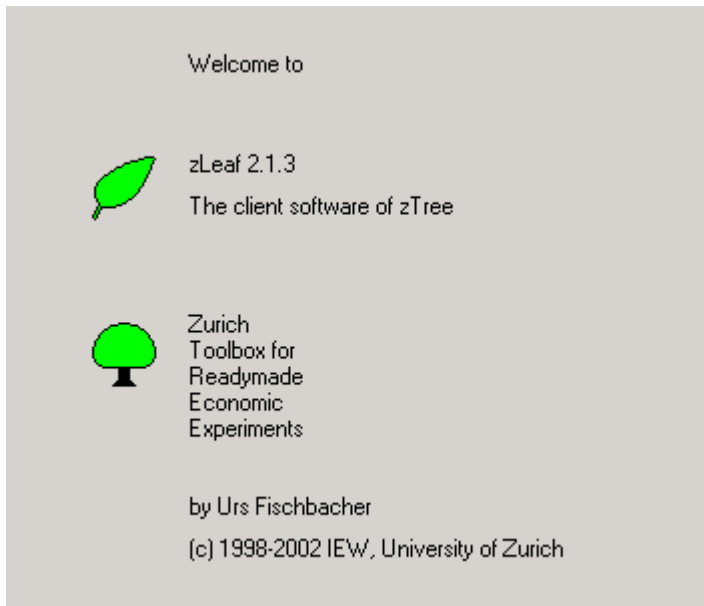 Welcome to
zLeaf 2.1.3
The client software of zTree
Zurich
Toolbox for
Readymade
Economic
Experiments
by Urs Fischbacher
(c) 1998-2002 IEW, University of Zurich